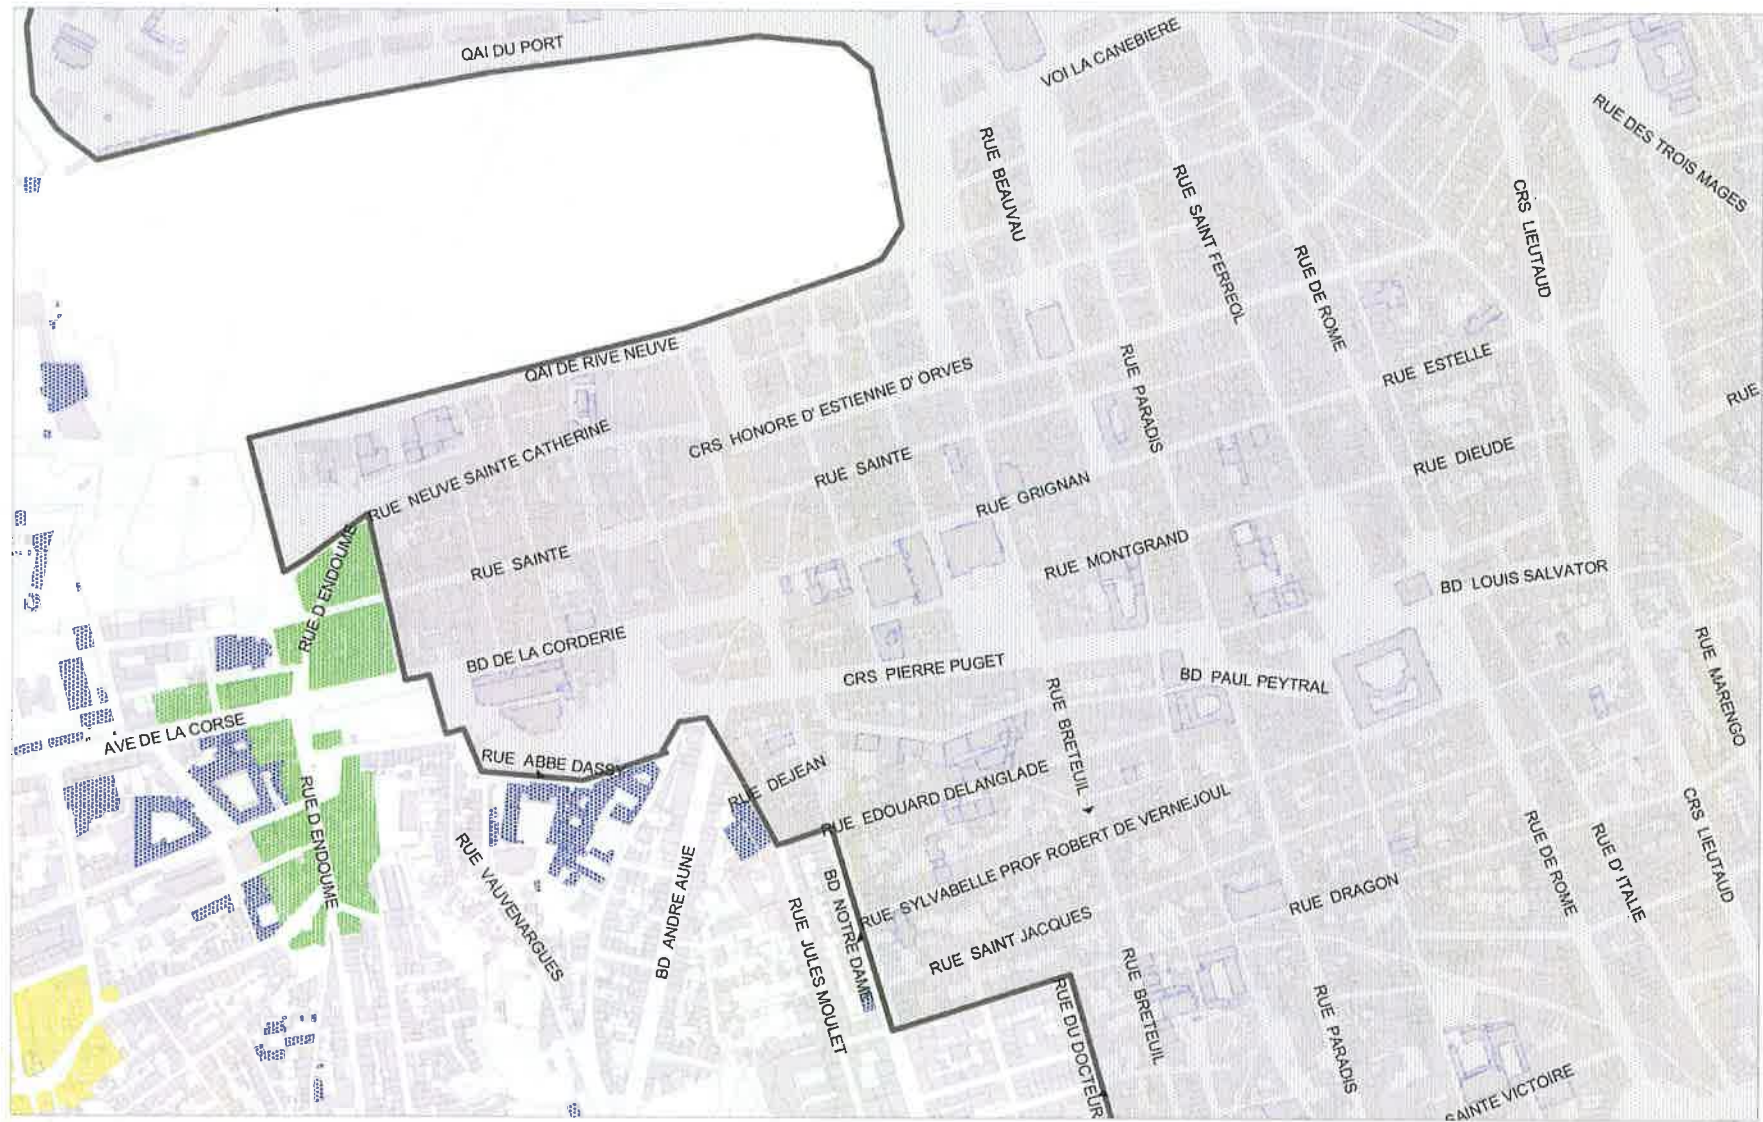 QAI DU PORT
VOI LA CANEBIERE
RUE DES TROIS MAGES
RUE BEAUVAU
RUE SAINT FERREOL
CRS LIEUTAUD
RUE DE ROME
QAI DE RIVE NEUVE
RUE ESTELLE
RUE PARADIS
CRS HONORE D' ESTIENNE D' ORVES
RUE
RUE NEUVE SAINTE CATHERINE
RUE SAINTE
RUE DIEUDE
RUE GRIGNAN
RUE D ENDOUME
RUE SAINTE
RUE MONTGRAND
BD LOUIS SALVATOR
BD DE LA CORDERIE
CRS PIERRE PUGET
BD PAUL PEYTRAL
RUE MARENGO
AVE DE LA CORSE
RUE BRETEUIL
RUE ABBE DASSY
RUE DEJEAN
RUE EDOUARD DELANGLADE
RUE D ENDOUME
RUE SYLVABELLE PROF ROBERT DE VERNEJOUL
CRS LIEUTAUD
RUE DE ROME
RUE D' ITALIE
RUE VAUVENARGUES
BD ANDRE AUNE
BD NOTRE DAME
RUE DRAGON
RUE JULES MOULET
RUE SAINT JACQUES
RUE BRETEUIL
RUE DU DOCTEUR
RUE PARADIS
SAINTE VICTOIRE